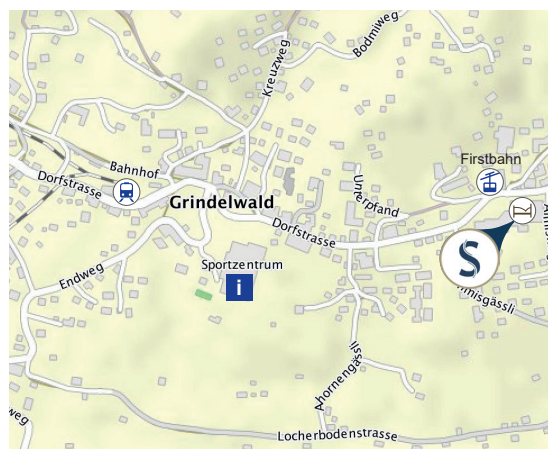 Bodmiweg
Kreuzweg
Firstbahn
Bahnhof
Dorfstrasse
Unterpfand
Grindelwald
Dorfstrasse
Sportzentrum
i
Endweg
S
Ahornengässli
Locherbodenstrasse